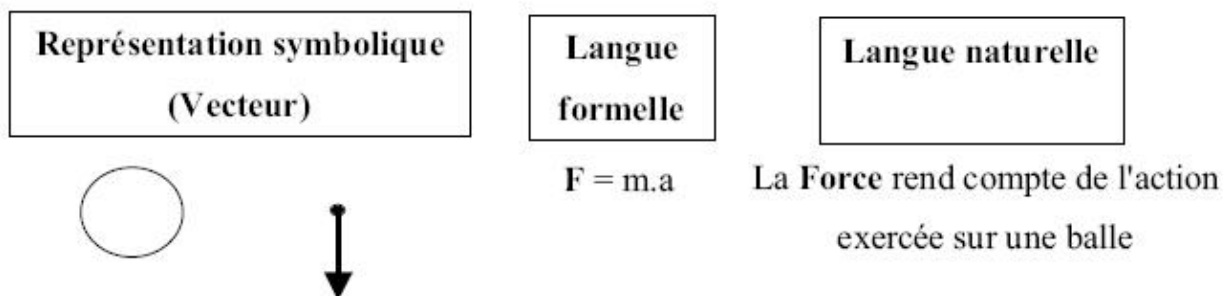 Représentation symbolique
(Vecteur)
Langue
formelle
F = m.a
Langue naturelle
La Force rend compte de l'action
exercée sur une balle